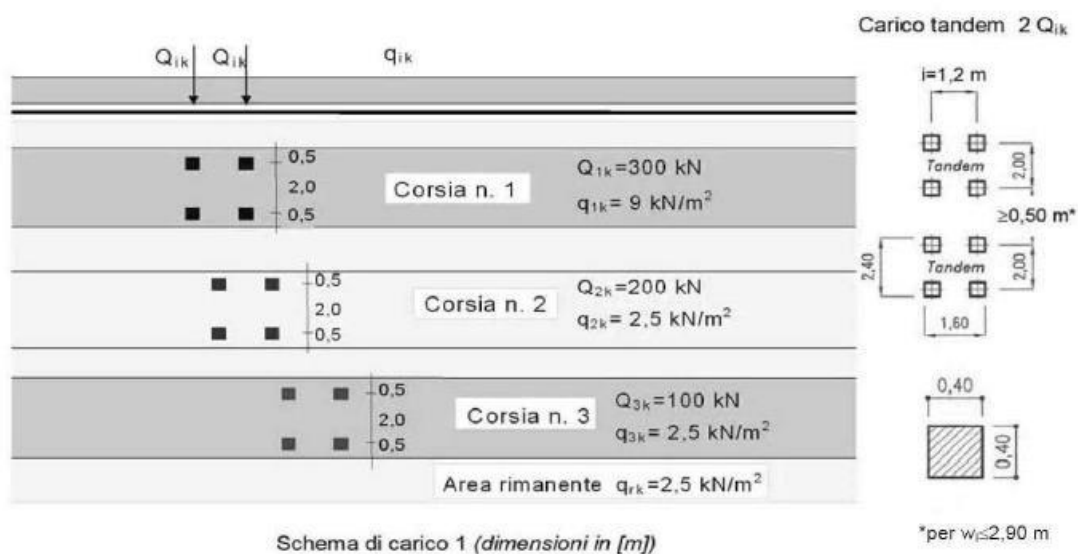 Carico tandem 2 Qik
Qik Qik qik
i=1,2 m
Tandem
2,00
≥0,50 m*
Tandem
2,00
2,40
1,60
0,5
2,0
0,5
Corsia n. 1
Q1k=300 kN
q1k= 9 kN/m²
0,5
2,0
0,5
Corsia n. 2
Q2k=200 kN
q2k= 2,5 kN/m²
0,5
2,0
0,5
Corsia n. 3
Q3k=100 kN
q3k= 2,5 kN/m²
Area rimanente qrk=2,5 kN/m²
0,40
0,40
*per wl≤2,90 m
Schema di carico 1 (dimensioni in [m])